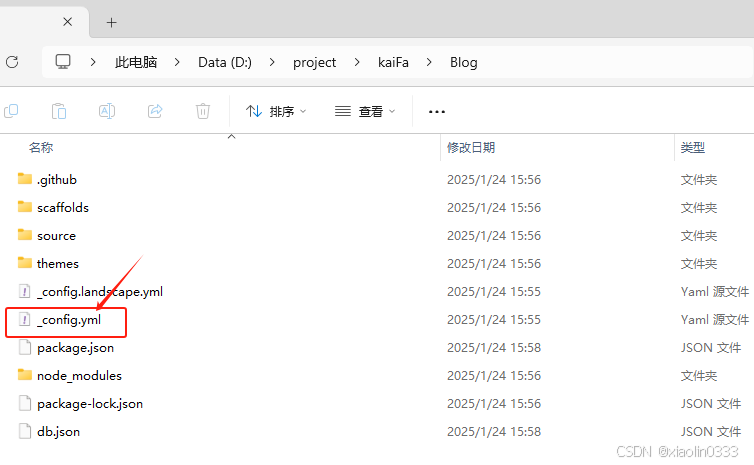 此电脑 > Data (D:) > project > kaiFa > Blog
排序 查看 ...
名称 修改日期 类型
.github 2025/1/24 15:56 文件夹
scaffolds 2025/1/24 15:56 文件夹
source 2025/1/24 15:56 文件夹
themes 2025/1/24 15:56 文件夹
_config.landscape.yml 2025/1/24 15:55 Yaml 源文件
_config.yml 2025/1/24 15:55 Yaml 源文件
package.json 2025/1/24 15:58 JSON 文件
node_modules 2025/1/24 15:56 文件夹
package-lock.json 2025/1/24 15:56 JSON 文件
db.json 2025/1/24 15:58 JSON 文件
CSDN @xiaolin0333